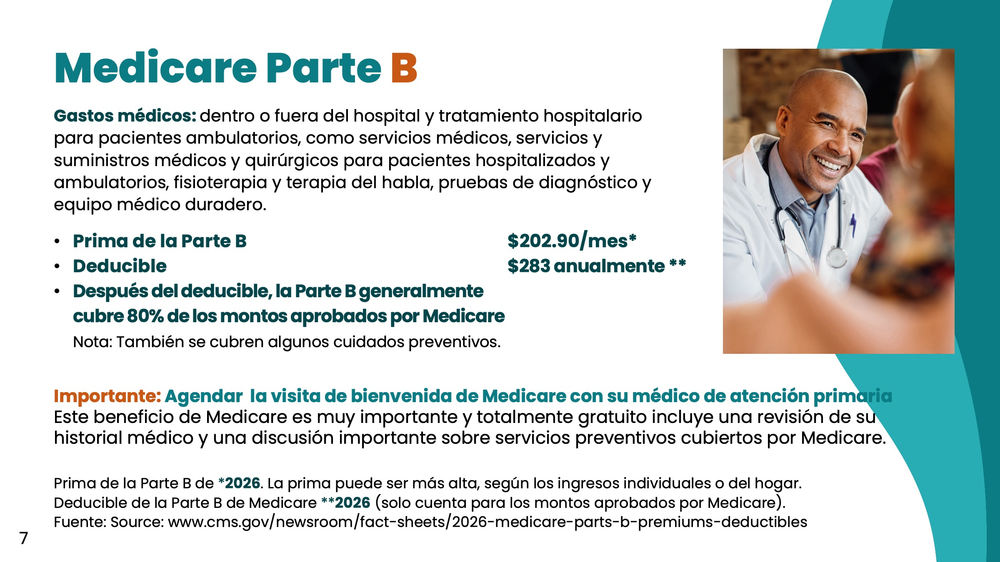 Medicare Parte B
Gastos médicos: dentro o fuera del hospital y tratamiento hospitalario
para pacientes ambulatorios, como servicios médicos, servicios y
suministros médicos y quirúrgicos para pacientes hospitalizados y
ambulatorios, fisioterapia y terapia del habla, pruebas de diagnóstico y
equipo médico duradero.
• Prima de la Parte B $202.90/mes*
• Deducible $283 anualmente **
• Después del deducible, la Parte B generalmente
cubre 80% de los montos aprobados por Medicare
Nota: También se cubren algunos cuidados preventivos.
Importante: Agendar  la visita de bienvenida de Medicare con su médico de atención primaria
Este beneficio de Medicare es muy importante y totalmente gratuito incluye una revisión de su
historial médico y una discusión importante sobre servicios preventivos cubiertos por Medicare.
Prima de la Parte B de *2026. La prima puede ser más alta, según los ingresos individuales o del hogar.
Deducible de la Parte B de Medicare **2026 (solo cuenta para los montos aprobados por Medicare).
Fuente: Source: www.cms.gov/newsroom/fact-sheets/2026-medicare-parts-b-premiums-deductibles
7